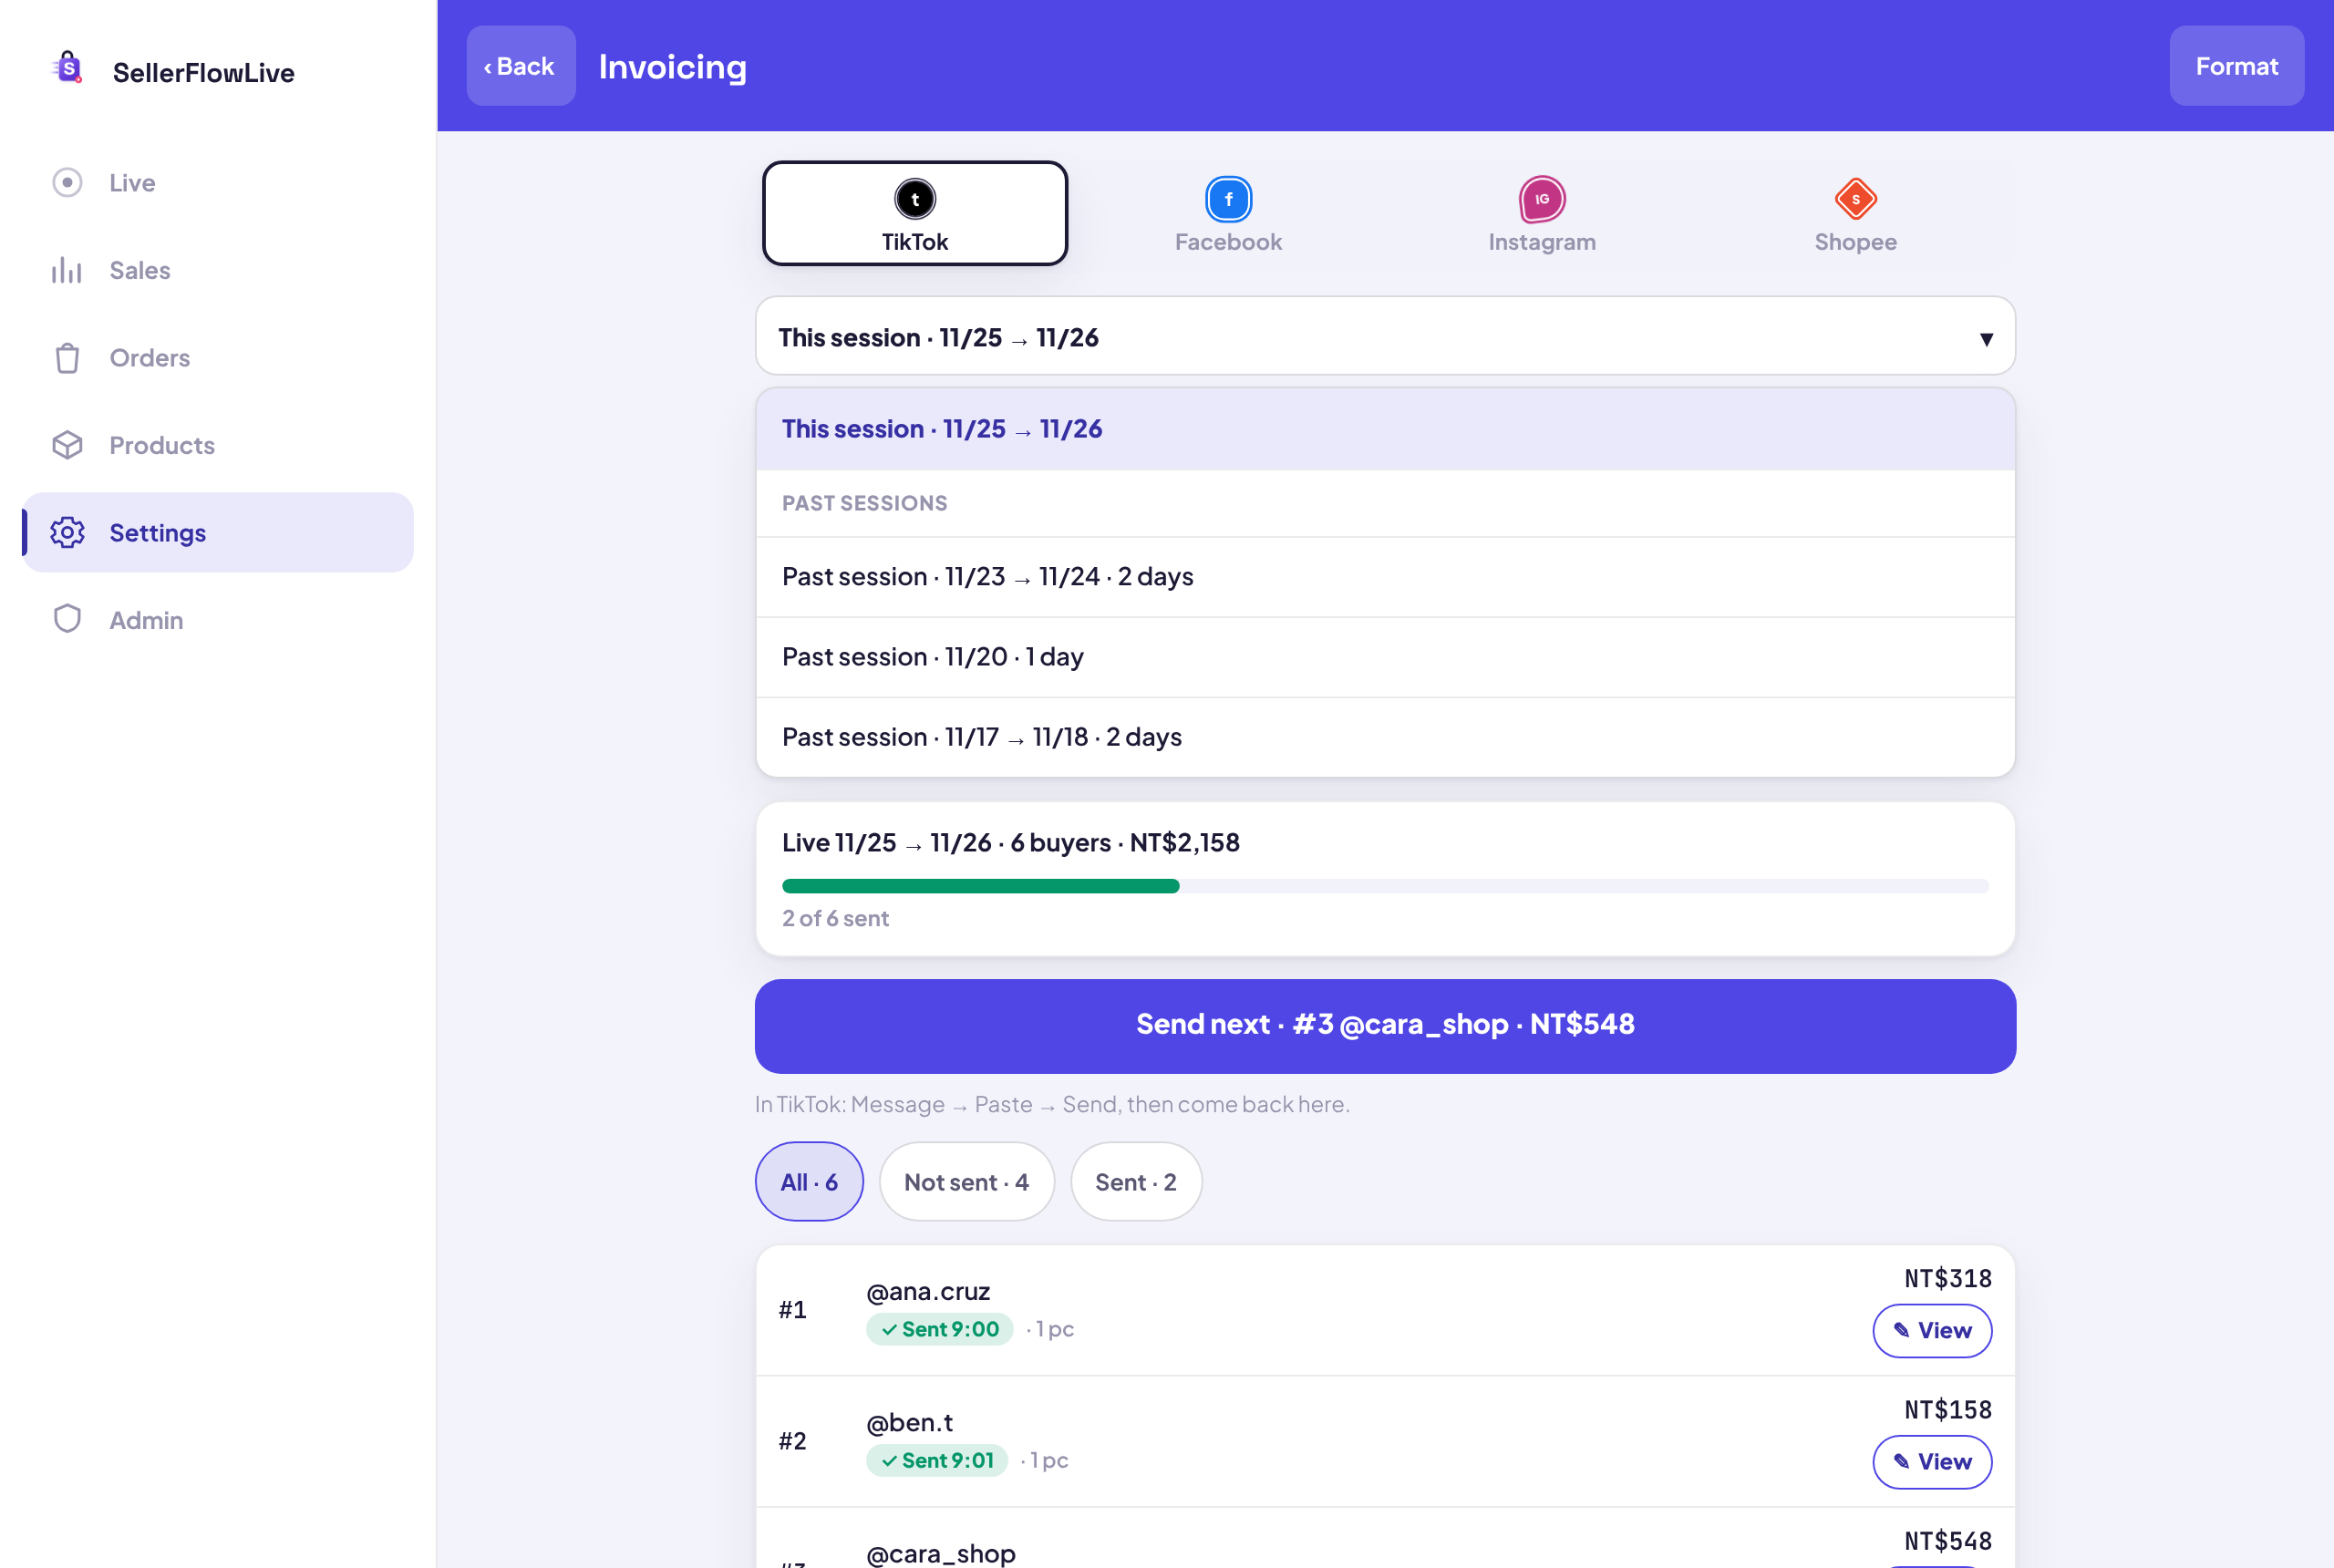 SellerFlowLive
Live
Sales
Orders
Products
Settings
Admin
‹ Back
Invoicing
Format
t
TikTok
f
Facebook
IG
Instagram
S
Shopee
This session · 11/25 → 11/26 ▼
This session · 11/25 → 11/26
PAST SESSIONS
Past session · 11/23 → 11/24 · 2 days
Past session · 11/20 · 1 day
Past session · 11/17 → 11/18 · 2 days
Live 11/25 → 11/26 · 6 buyers · NT$2,158
2 of 6 sent
Send next · #3 @cara_shop · NT$548
In TikTok: Message → Paste → Send, then come back here.
All · 6
Not sent · 4
Sent · 2
#1
@ana.cruz
✓ Sent 9:00 · 1 pc
NT$318
✎ View
#2
@ben.t
✓ Sent 9:01 · 1 pc
NT$158
✎ View
@cara_shop
NT$548